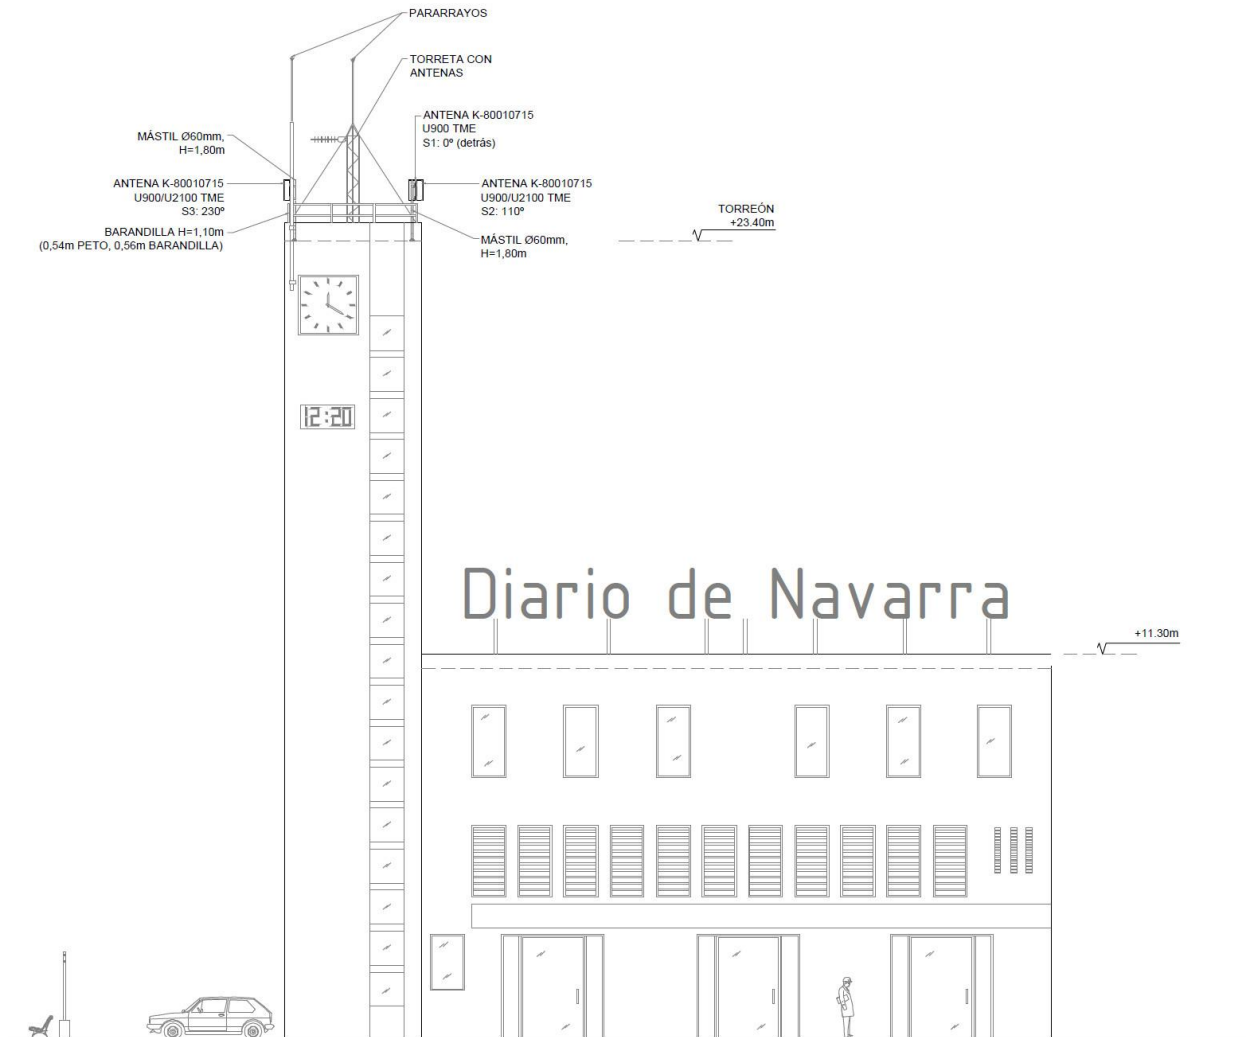 PARARRAYOS
TORRETA CON
ANTENAS
ANTENA K-80010715
U900 TME
S1: 0º (detrás)
MÁSTIL Ø60mm,
H=1,80m
ANTENA K-80010715
U900/U2100 TME
S3: 230º
ANTENA K-80010715
U900/U2100 TME
S2: 110º
BARANDILLA H=1,10m
(0,54m PETO, 0,56m BARANDILLA)
MÁSTIL Ø60mm,
H=1,80m
TORREÓN
+23.40m
12:20
Diario de Navarra
+11.30m